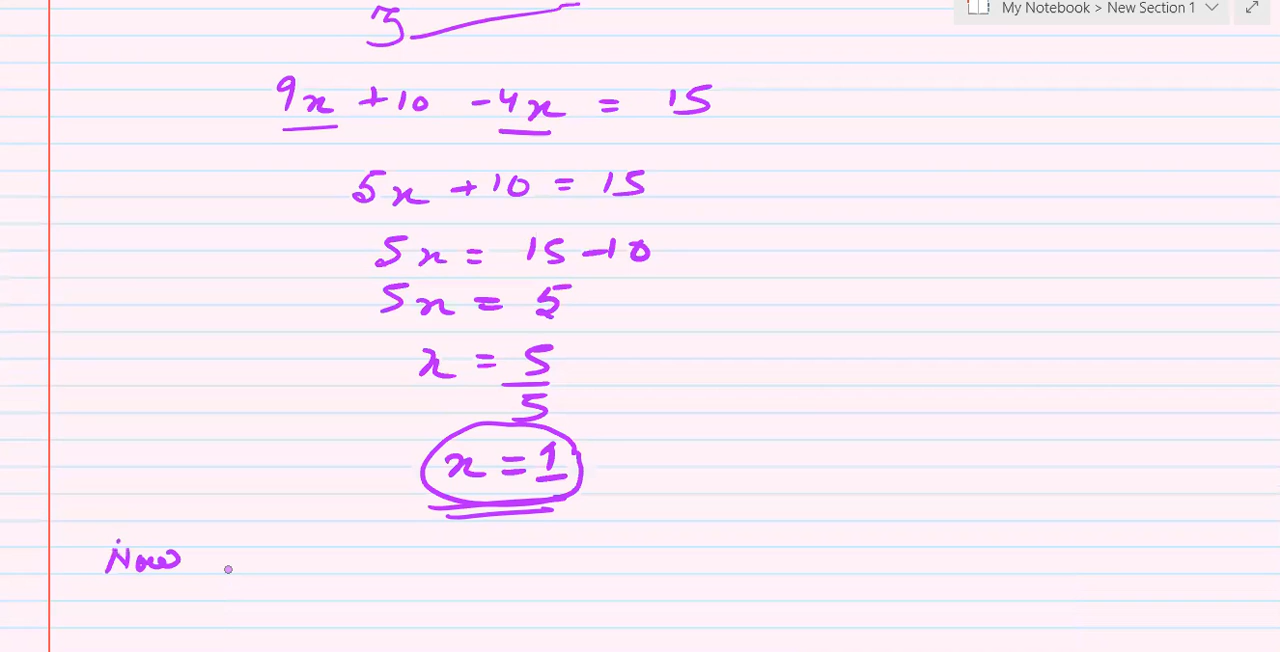 My Notebook > New Section 1
3
9x + 10 - 4x = 15
5x + 10 = 15
5x = 15 - 10
5x = 5
x = 5
5
x = 1
Now